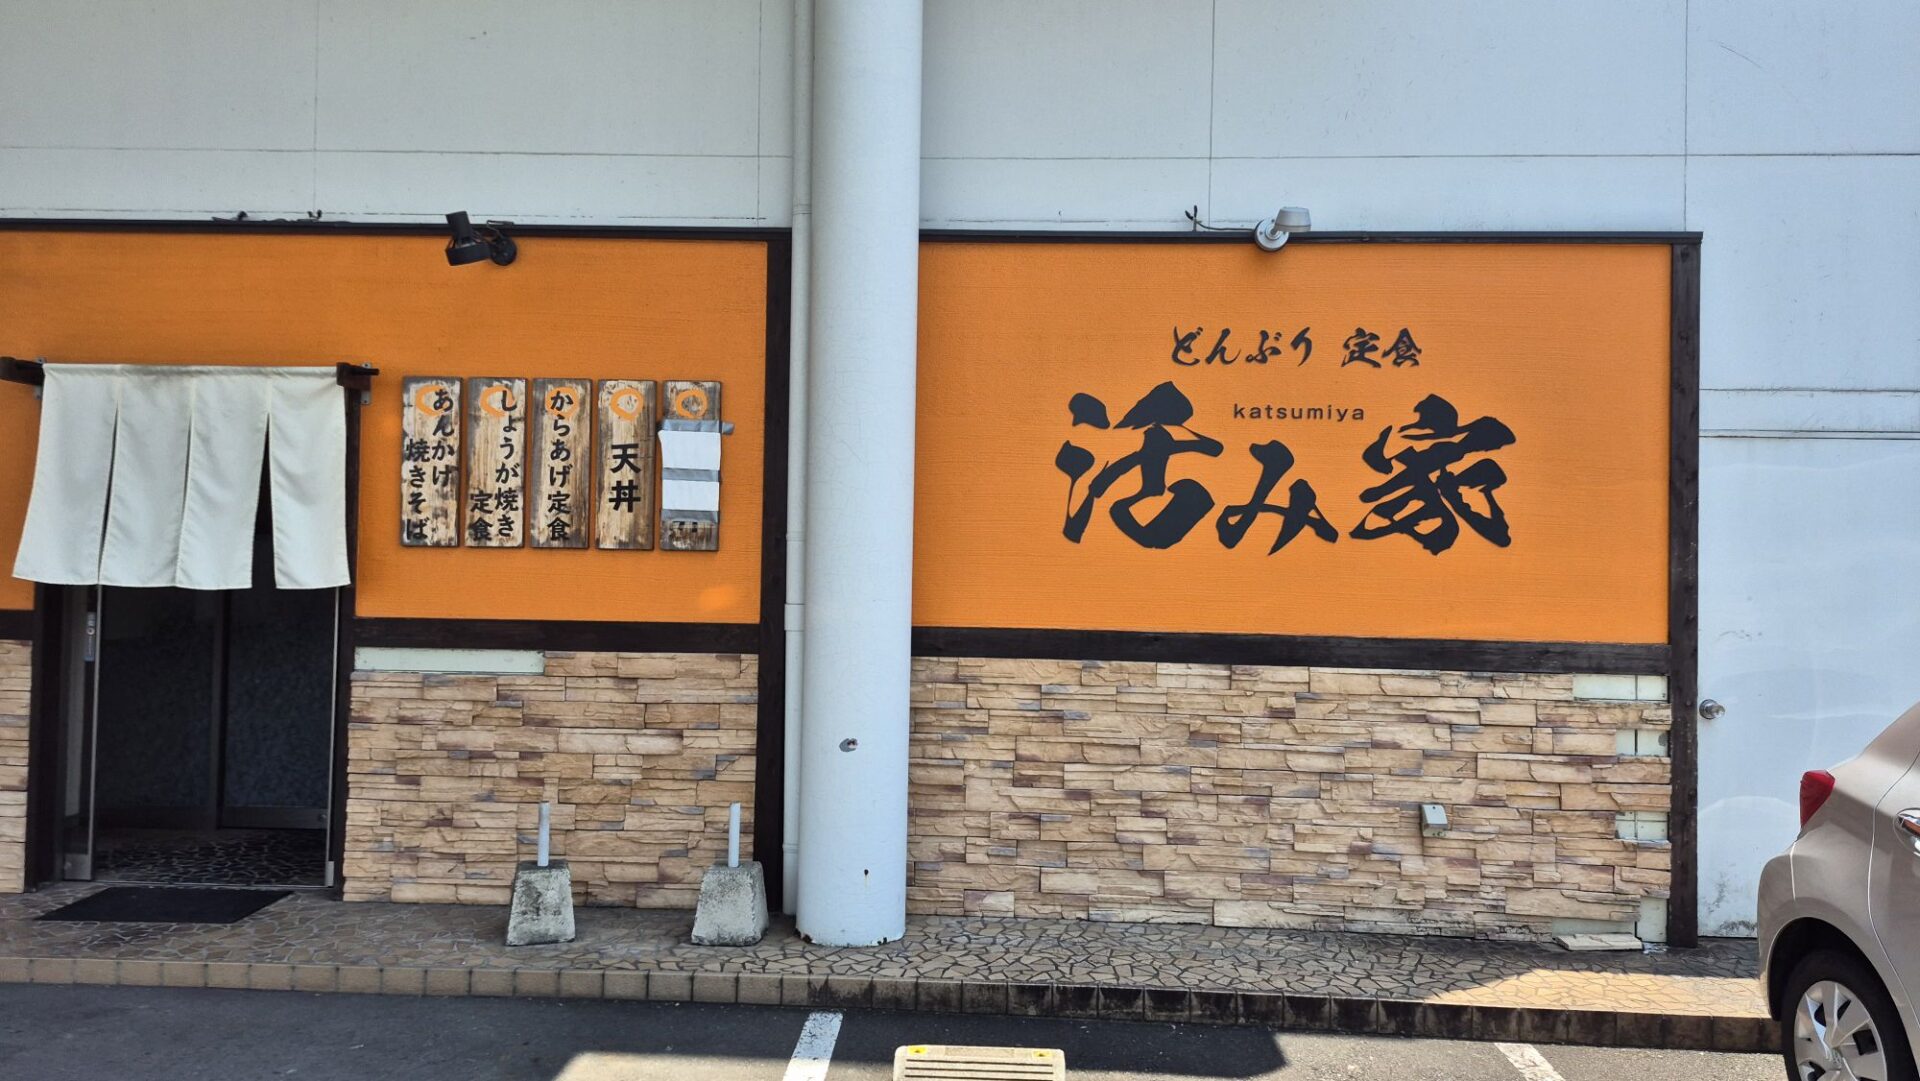 どんぶり 定食
katsumiya
活み家
天丼
からあげ定食
しょうが焼き
定食
あんかけ
焼きそば